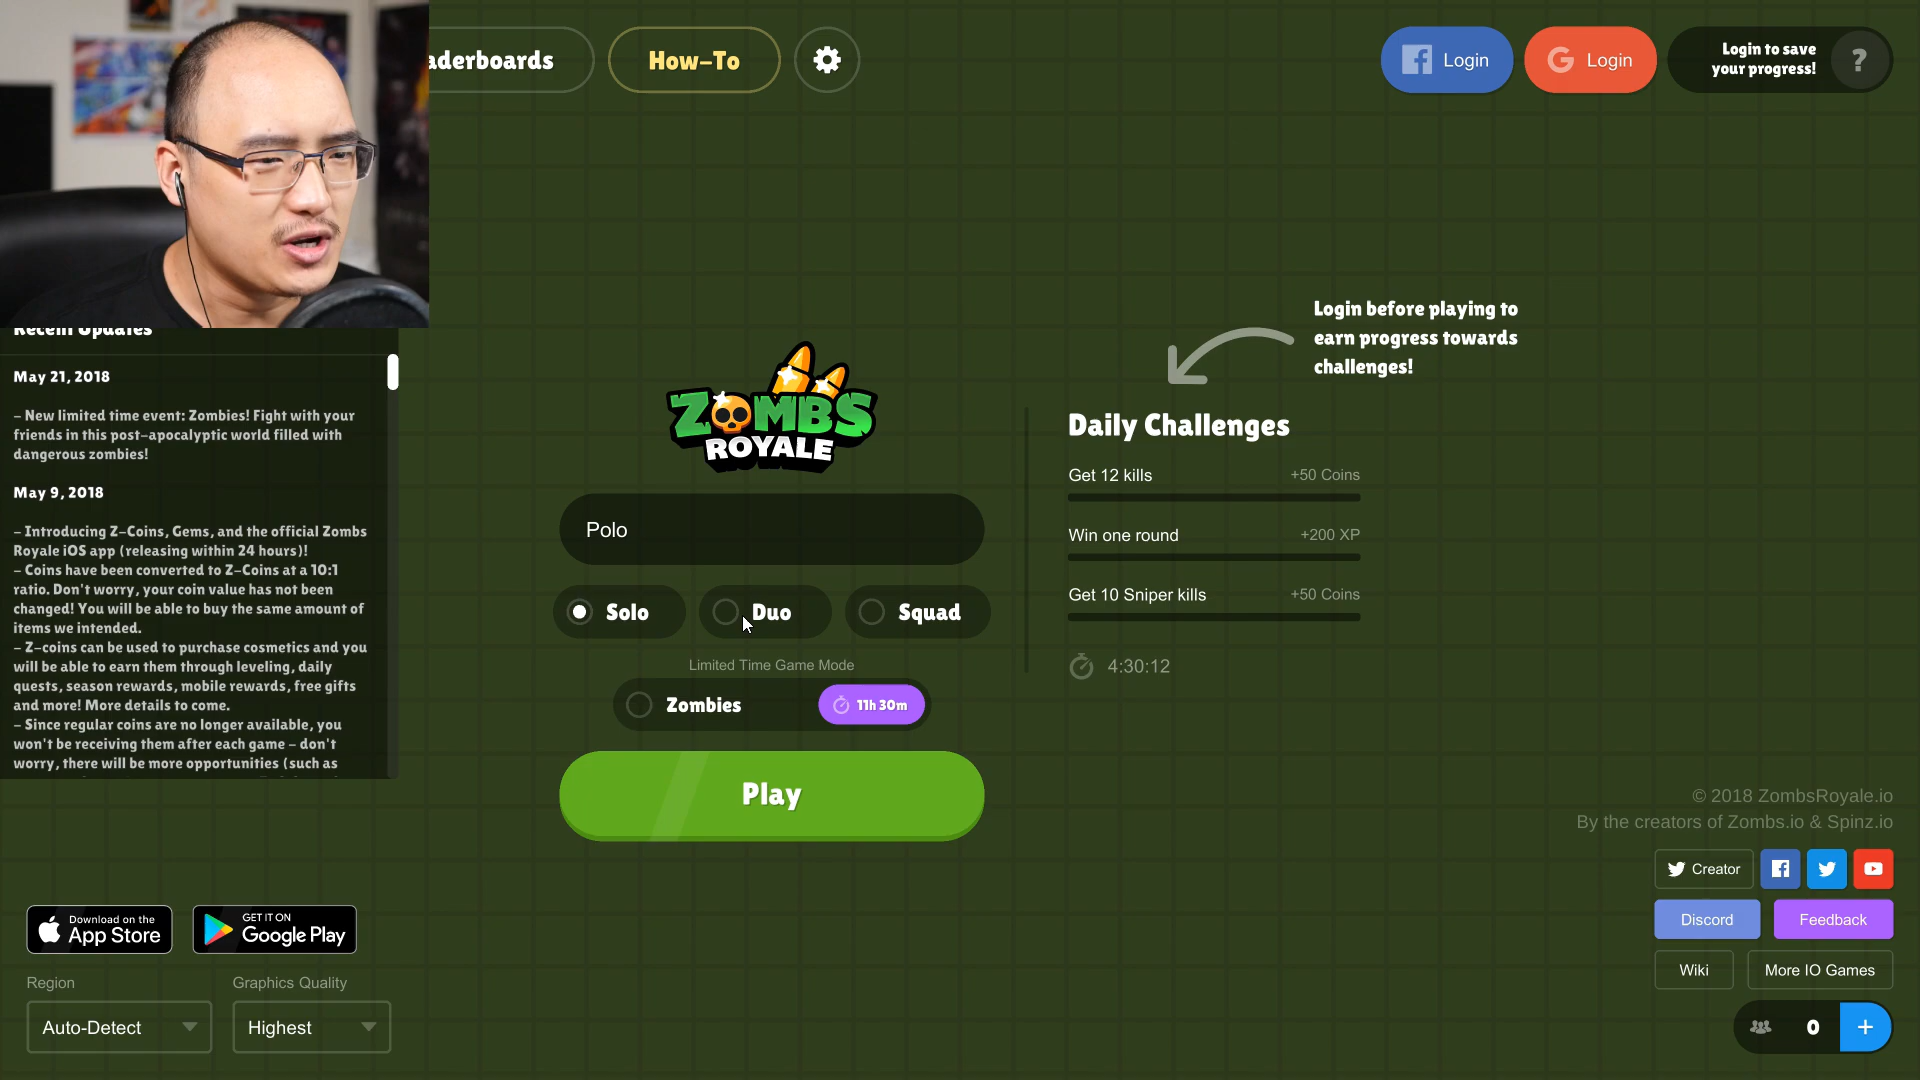 aderboards
How-To
Login
Login
Login to save
your progress!
?
Recent Updates
May 21, 2018
- New limited time event: Zombies! Fight with your
friends in this post-apocalyptic world filled with
dangerous zombies!
May 9, 2018
- Introducing Z-Coins, Gems, and the official Zombs
Royale iOS app (releasing within 24 hours)!
- Coins have been converted to Z-Coins at a 10:1
ratio. Don't worry, your coin value has not been
changed! You will be able to buy the same amount of
items we intended.
- Z-coins can be used to purchase cosmetics and you
will be able to earn them through leveling, daily
quests, season rewards, mobile rewards, free gifts
and more! More details to come.
- Since regular coins are no longer available, you
won't be receiving them after each game - don't
worry, there will be more opportunities (such as
ZOMBS
ROYALE
Polo
Solo
Duo
Squad
Limited Time Game Mode
Zombies
11h 30m
Play
Login before playing to
earn progress towards
challenges!
Daily Challenges
Get 12 kills
+50 Coins
Win one round
+200 XP
Get 10 Sniper kills
+50 Coins
4:30:12
Download on the
App Store
GET IT ON
Google Play
Region
Graphics Quality
Auto-Detect
Highest
© 2018 ZombsRoyale.io
By the creators of Zombs.io & Spinz.io
Creator
Discord
Feedback
Wiki
More IO Games
0
+